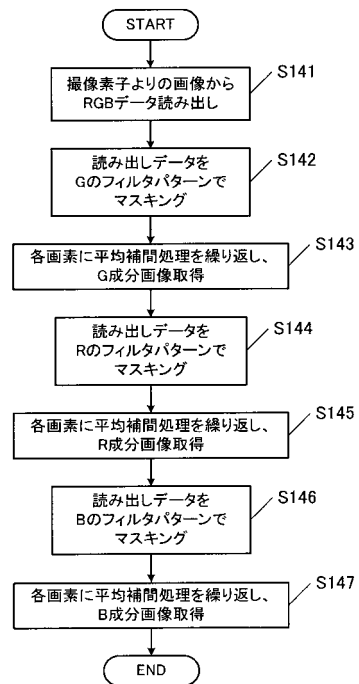 START
撮像素子よりの画像から
RGBデータ読み出し
S141
読み出しデータを
Gのフィルタパターンで
マスキング
S142
各画素に平均補間処理を繰り返し、
G成分画像取得
S143
読み出しデータを
Rのフィルタパターンで
マスキング
S144
各画素に平均補間処理を繰り返し、
R成分画像取得
S145
読み出しデータを
Bのフィルタパターンで
マスキング
S146
各画素に平均補間処理を繰り返し、
B成分画像取得
S147
END